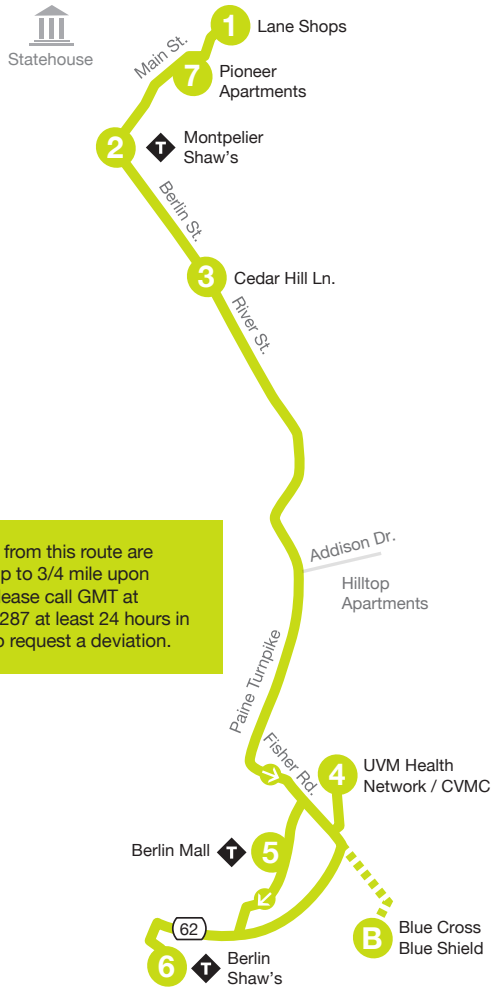 1
Lane Shops
Statehouse
Main St.
7
Pioneer
Apartments
2
T
Montpelier
Shaw's
Berlin St.
3
Cedar Hill Ln.
River St.
from this route are
p to 3/4 mile upon
lease call GMT at
287 at least 24 hours in
o request a deviation.
Addison Dr.
Hilltop
Apartments
Paine Turnpike
Fisher Rd.
4
UVM Health
Network / CVMC
Berlin Mall
T
5
62
B
Blue Cross
Blue Shield
6
T
Berlin
Shaw's